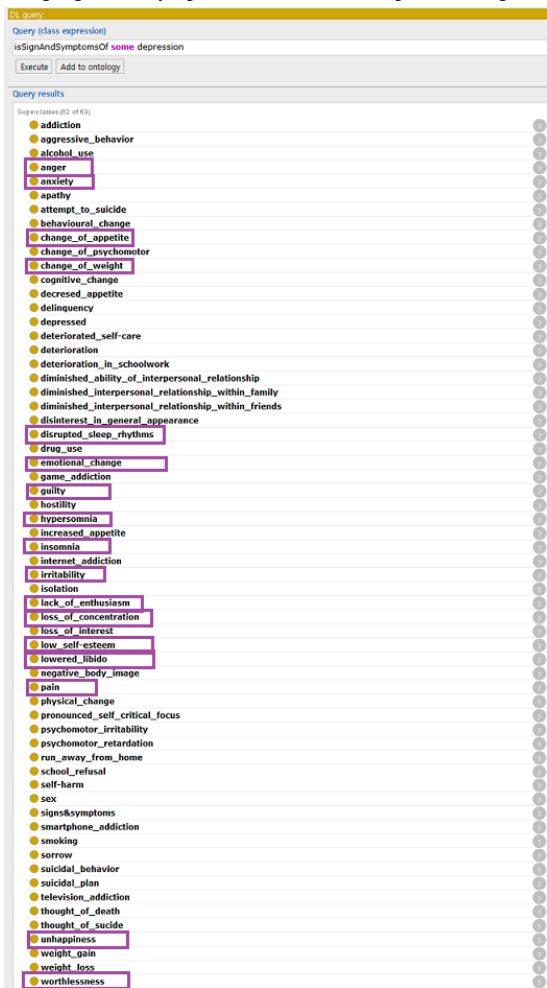 DL query:
Query (class expression)
isSignAndSymptomsOf some depression
Execute Add to ontology
Query results
Superclasses (62 of 63)
addiction
aggressive_behavior
alcohol_use
anger
anxiety
apathy
attempt_to_suicide
behavioural_change
change_of_appetite
change_of_psychomotor
change_of_weight
cognitive_change
decresed_appetite
delinquency
depressed
deteriorated_self-care
deterioration
deterioration_in_schoolwork
diminished_ability_of_interpersonal_relationship
diminished_interpersonal_relationship_within_family
diminished_interpersonal_relationship_within_friends
disinterest_in_general_appearance
disrupted_sleep_rhythms
drug_use
emotional_change
game_addiction
guilty
hostility
hypersomnia
increased_appetite
insomnia
internet_addiction
irritability
isolation
lack_of_enthusiasm
loss_of_concentration
loss_of_interest
low_self-esteem
lowered_libido
negative_body_image
pain
physical_change
pronounced_self_critical_focus
psychomotor_irritability
psychomotor_retardation
run_away_from_home
school_refusal
self-harm
sex
signs&symptoms
smartphone_addiction
smoking
sorrow
suicidal_behavior
suicidal_plan
television_addiction
thought_of_death
thought_of_sucide
unhappiness
weight_gain
weight_loss
worthlessness